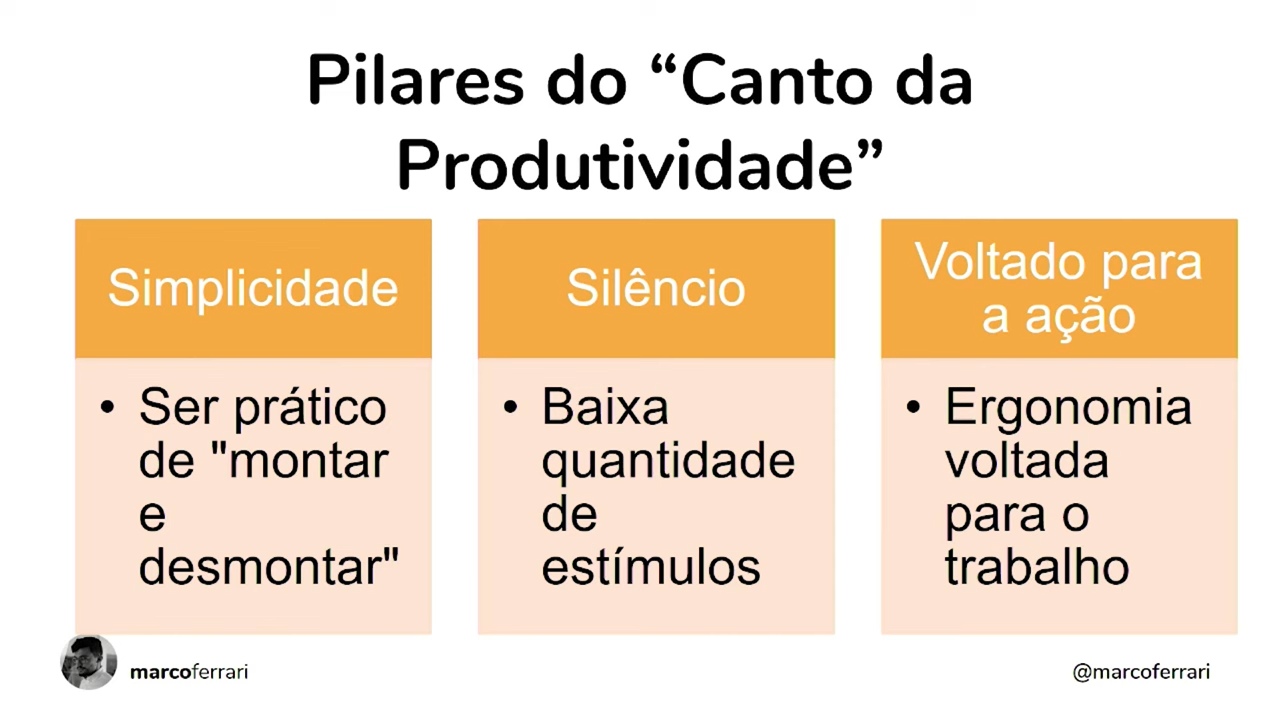 Pilares do “Canto da
Produtividade”
Simplicidade
• Ser prático
de "montar
e
desmontar"
Silêncio
• Baixa
quantidade
de
estímulos
Voltado para
a ação
• Ergonomia
voltada
para o
trabalho
marcoferrari
@marcoferrari